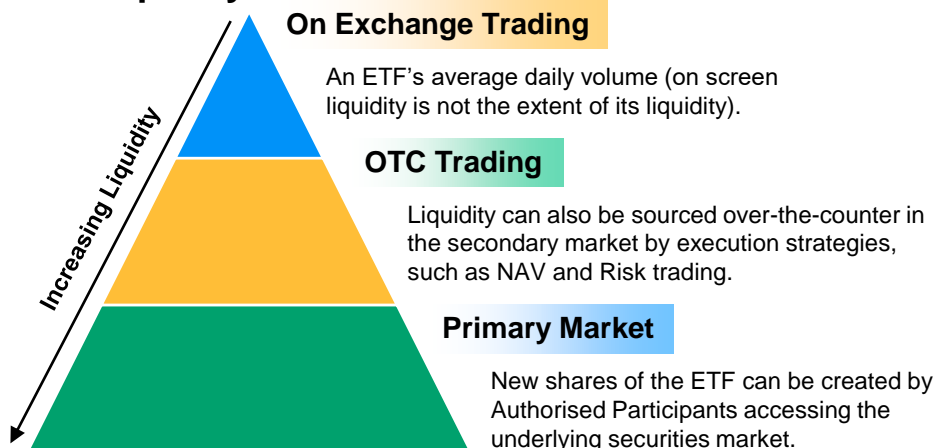 On Exchange Trading
An ETF's average daily volume (on screen
liquidity is not the extent of its liquidity).
Increasing Liquidity
OTC Trading
Liquidity can also be sourced over-the-counter in
the secondary market by execution strategies,
such as NAV and Risk trading.
Primary Market
New shares of the ETF can be created by
Authorised Participants accessing the
underlying securities market.